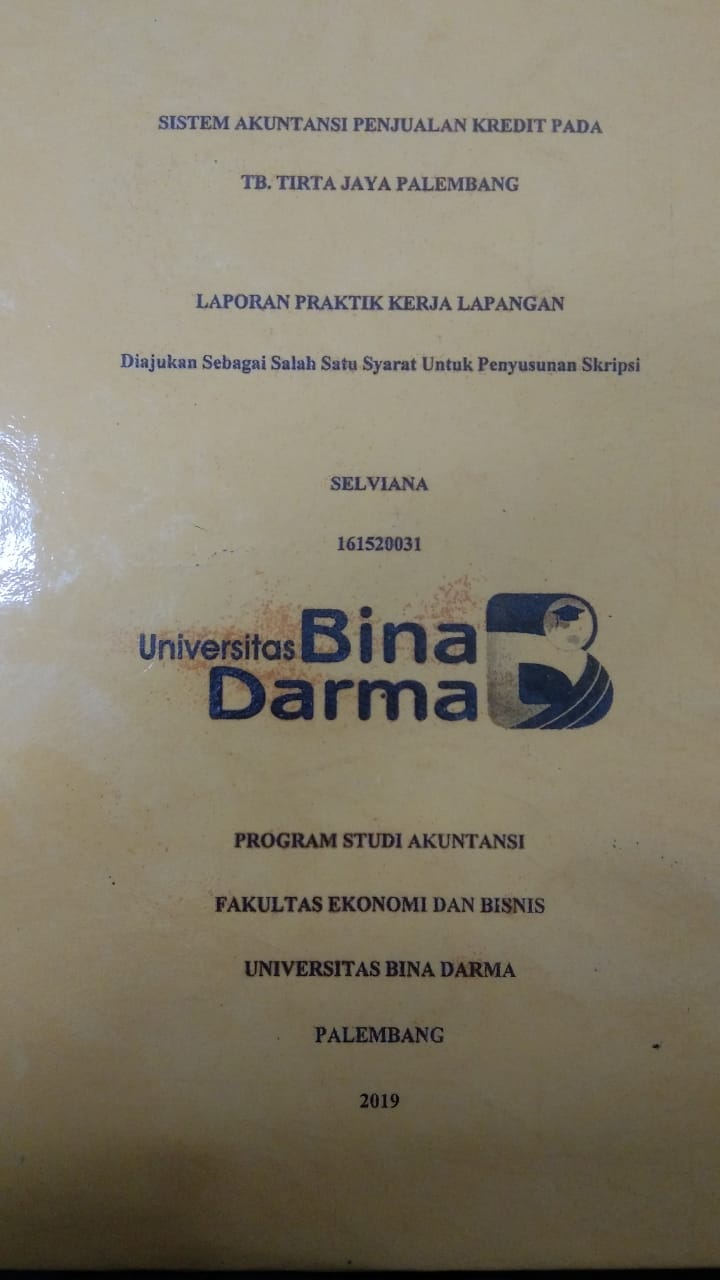 SISTEM AKUNTANSI PENJUALAN KREDIT PADA
TB. TIRTA JAYA PALEMBANG
LAPORAN PRAKTIK KERJA LAPANGAN
Diajukan Sebagai Salah Satu Syarat Untuk Penyusunan Skripsi
SELVIANA
161520031
Universitas Bina
Darma
PROGRAM STUDI AKUNTANSI
FAKULTAS EKONOMI DAN BISNIS
UNIVERSITAS BINA DARMA
PALEMBANG
2019